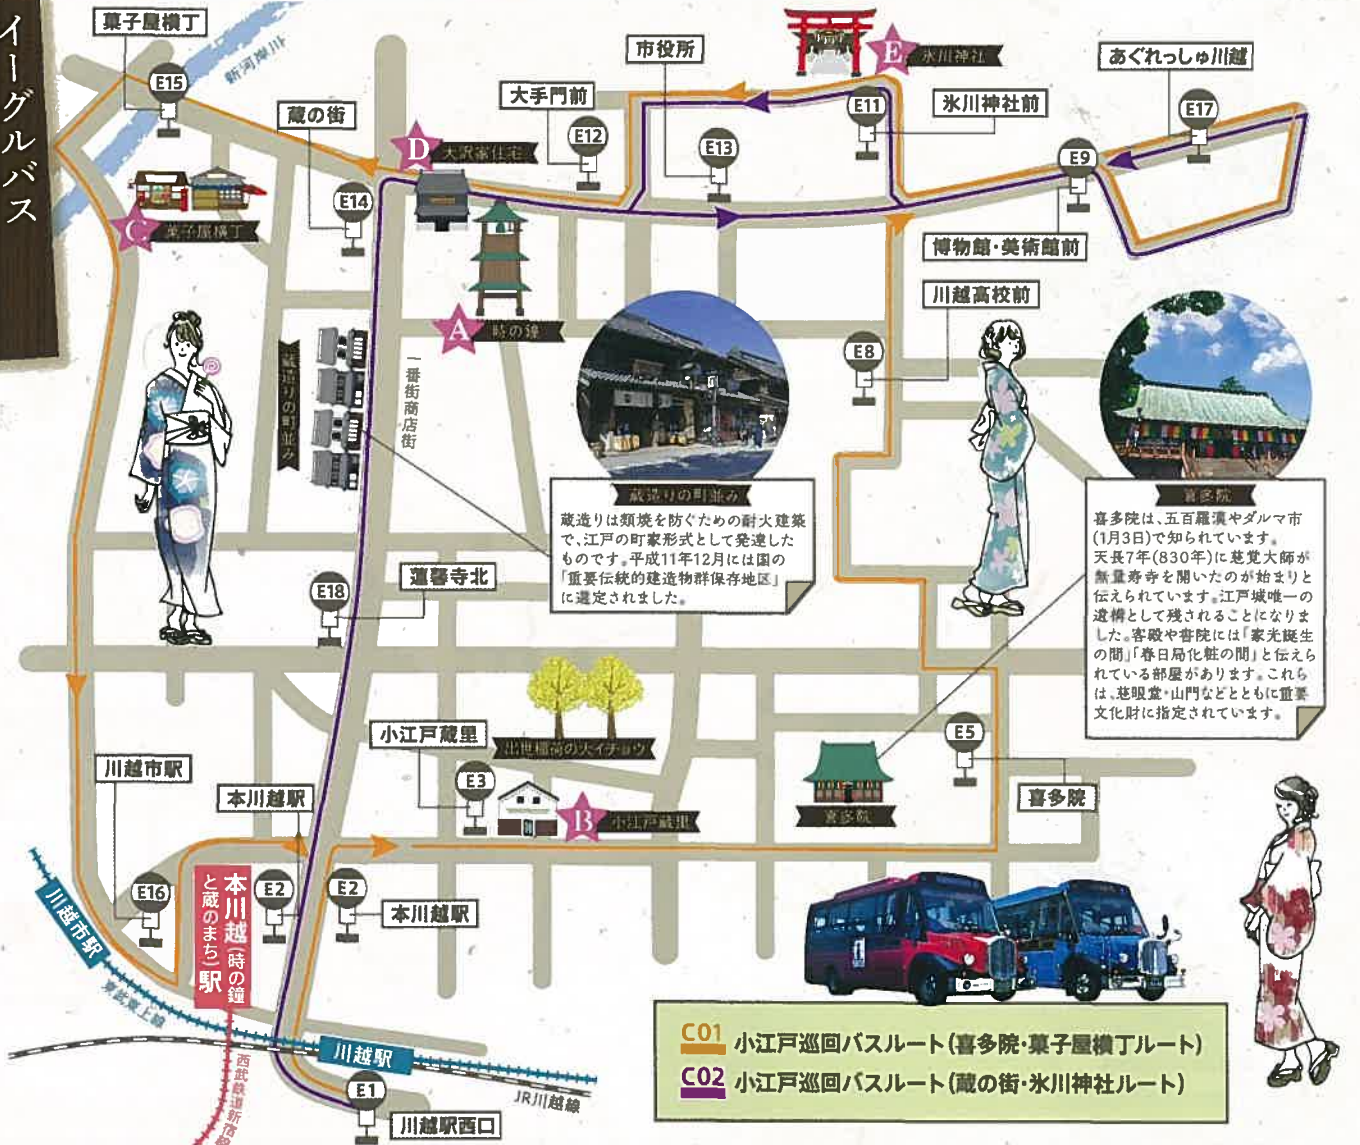 イーグルバス
菓子屋横丁
E15
新河岸川
蔵の街
E14
D
大沢家住宅
大手門前
E12
市役所
E13
E
氷川神社
E11
氷川神社前
あぐれっしゅ川越
E17
E9
博物館・美術館前
C
菓子屋横丁
A
時の鐘
川越高校前
E8
蔵造りの町並み
一番街商店街
蔵造りの町並み
蔵造りは類焼を防ぐための耐火建築
で、江戸の町家形式として発達した
ものです。平成11年12月には国の
「重要伝統的建造物群保存地区」
に選定されました。
喜多院
喜多院は、五百羅漢やダルマ市
(1月3日)で知られています。
天長7年(830年)に慈覚大師が
無量寿寺を開いたのが始まりと
伝えられています。江戸城唯一の
遺構として残されることになりま
した。客殿や書院には「家光誕生
の間」「春日局化粧の間」と伝えら
れている部屋があります。これら
は、慈眼堂・山門などとともに重要
文化財に指定されています。
E18
蓮馨寺北
小江戸蔵里
E3
出世稲荷の大イチョウ
B
小江戸蔵里
喜多院
E5
喜多院
川越市駅
E16
本川越駅
E2
E2
本川越駅
川越市駅
東武東上線
本川越(時の鐘
と蔵のまち)駅
西武鉄道新宿線
川越駅
JR川越線
E1
川越駅西口
C01 小江戸巡回バスルート(喜多院・菓子屋横丁ルート)
C02 小江戸巡回バスルート(蔵の街・氷川神社ルート)